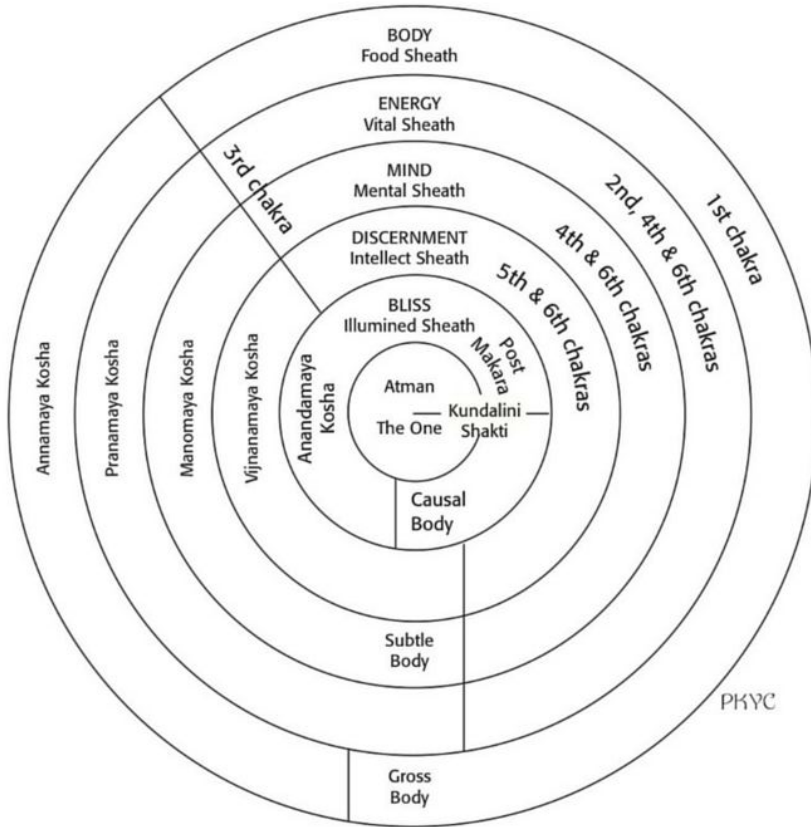 BODY
Food Sheath
ENERGY
Vital Sheath
3rd chakra
MIND
Mental Sheath
DISCERNMENT
Intellect Sheath
BLISS
Illumined Sheath
1st chakra
2nd, 4th & 6th chakras
4th & 6th chakras
5th & 6th chakras
Post
Makara
Annamaya Kosha
Pranamaya Kosha
Manomaya Kosha
Vijnanamaya Kosha
Anandamaya
Kosha
Atman
The One
Kundalini
Shakti
Causal
Body
Subtle
Body
Gross
Body
PKYC